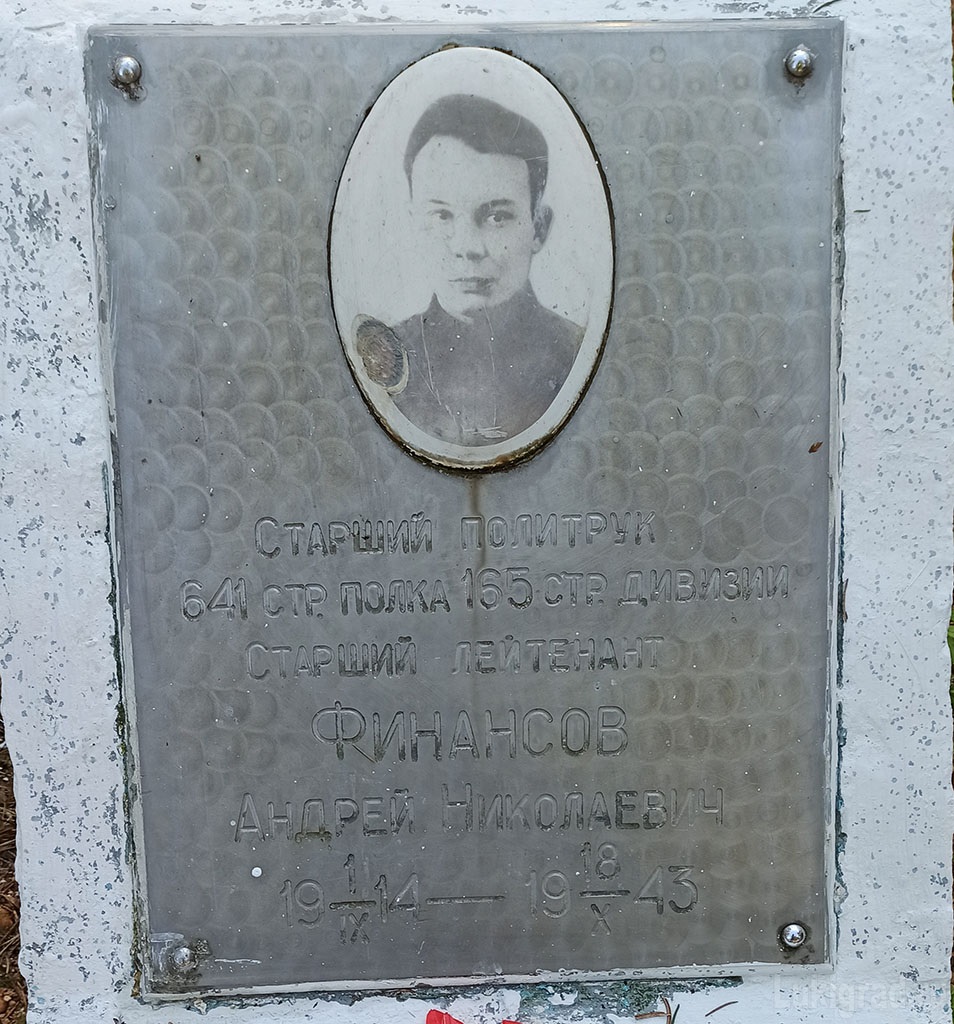 Старший политрук
641 стр. полка 165 стр. дивизии
Старший лейтенант
Финансов
Андрей Николаевич
19 1/IX 14 — 19 18/X 43